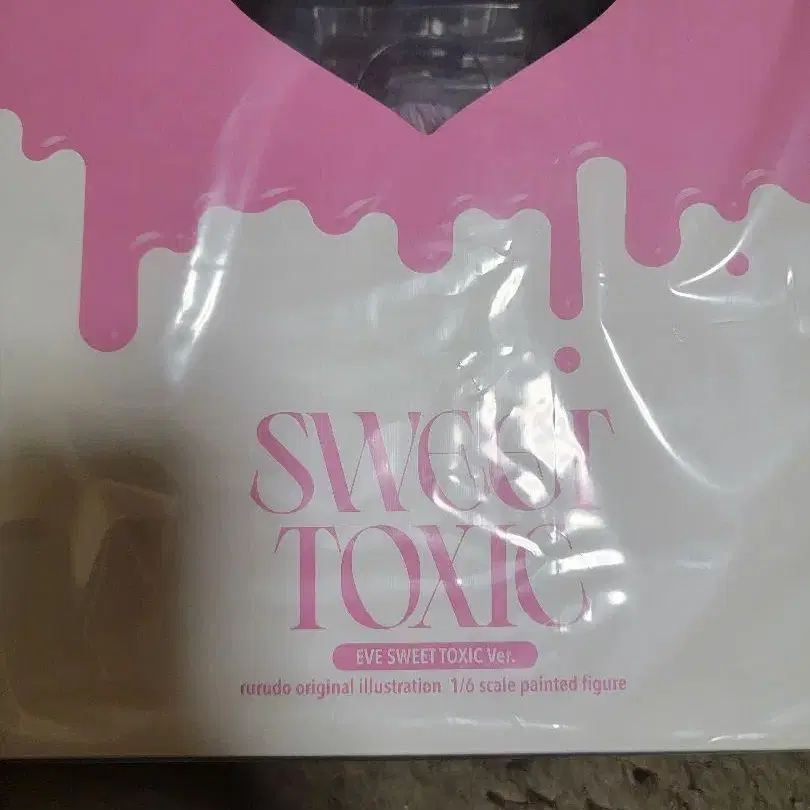 SWEET
TOXIC
EVE SWEET TOXIC Ver.
rurudo original illustration 1/6 scale painted figure